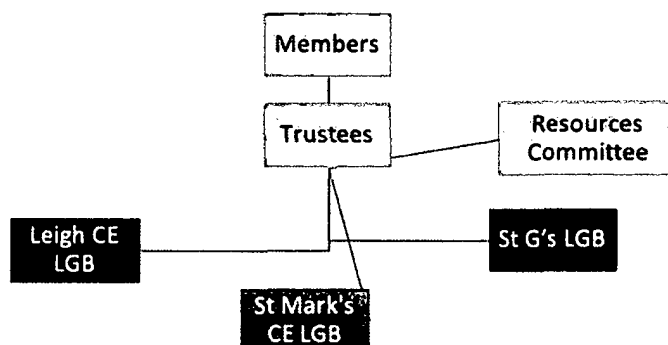 Members
Trustees
Resources
Committee
Leigh CE
LGB
St G's LGB
St Mark's
CE LGB